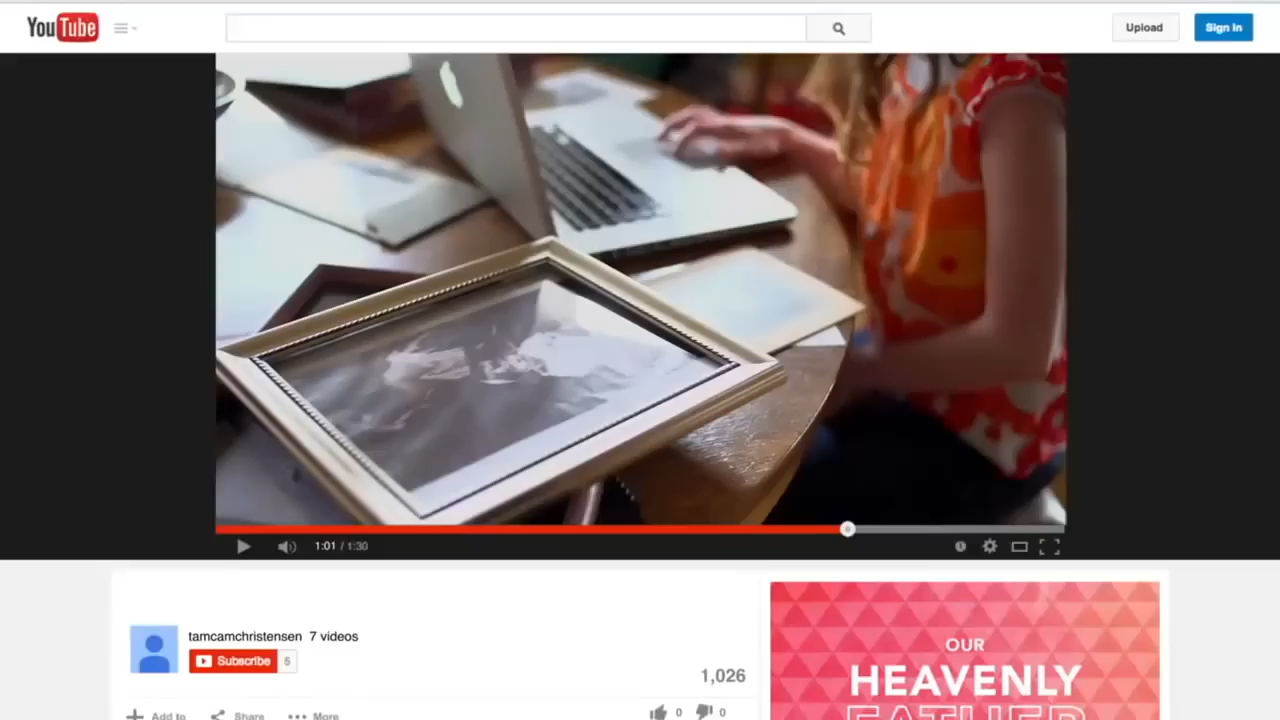 YouTube
Upload
Sign In
1:01 / 1:30
tamcamchristensen 7 videos
Subscribe 5
1,026
Add to
Share
More
0
0
OUR
HEAVENLY
FATHER